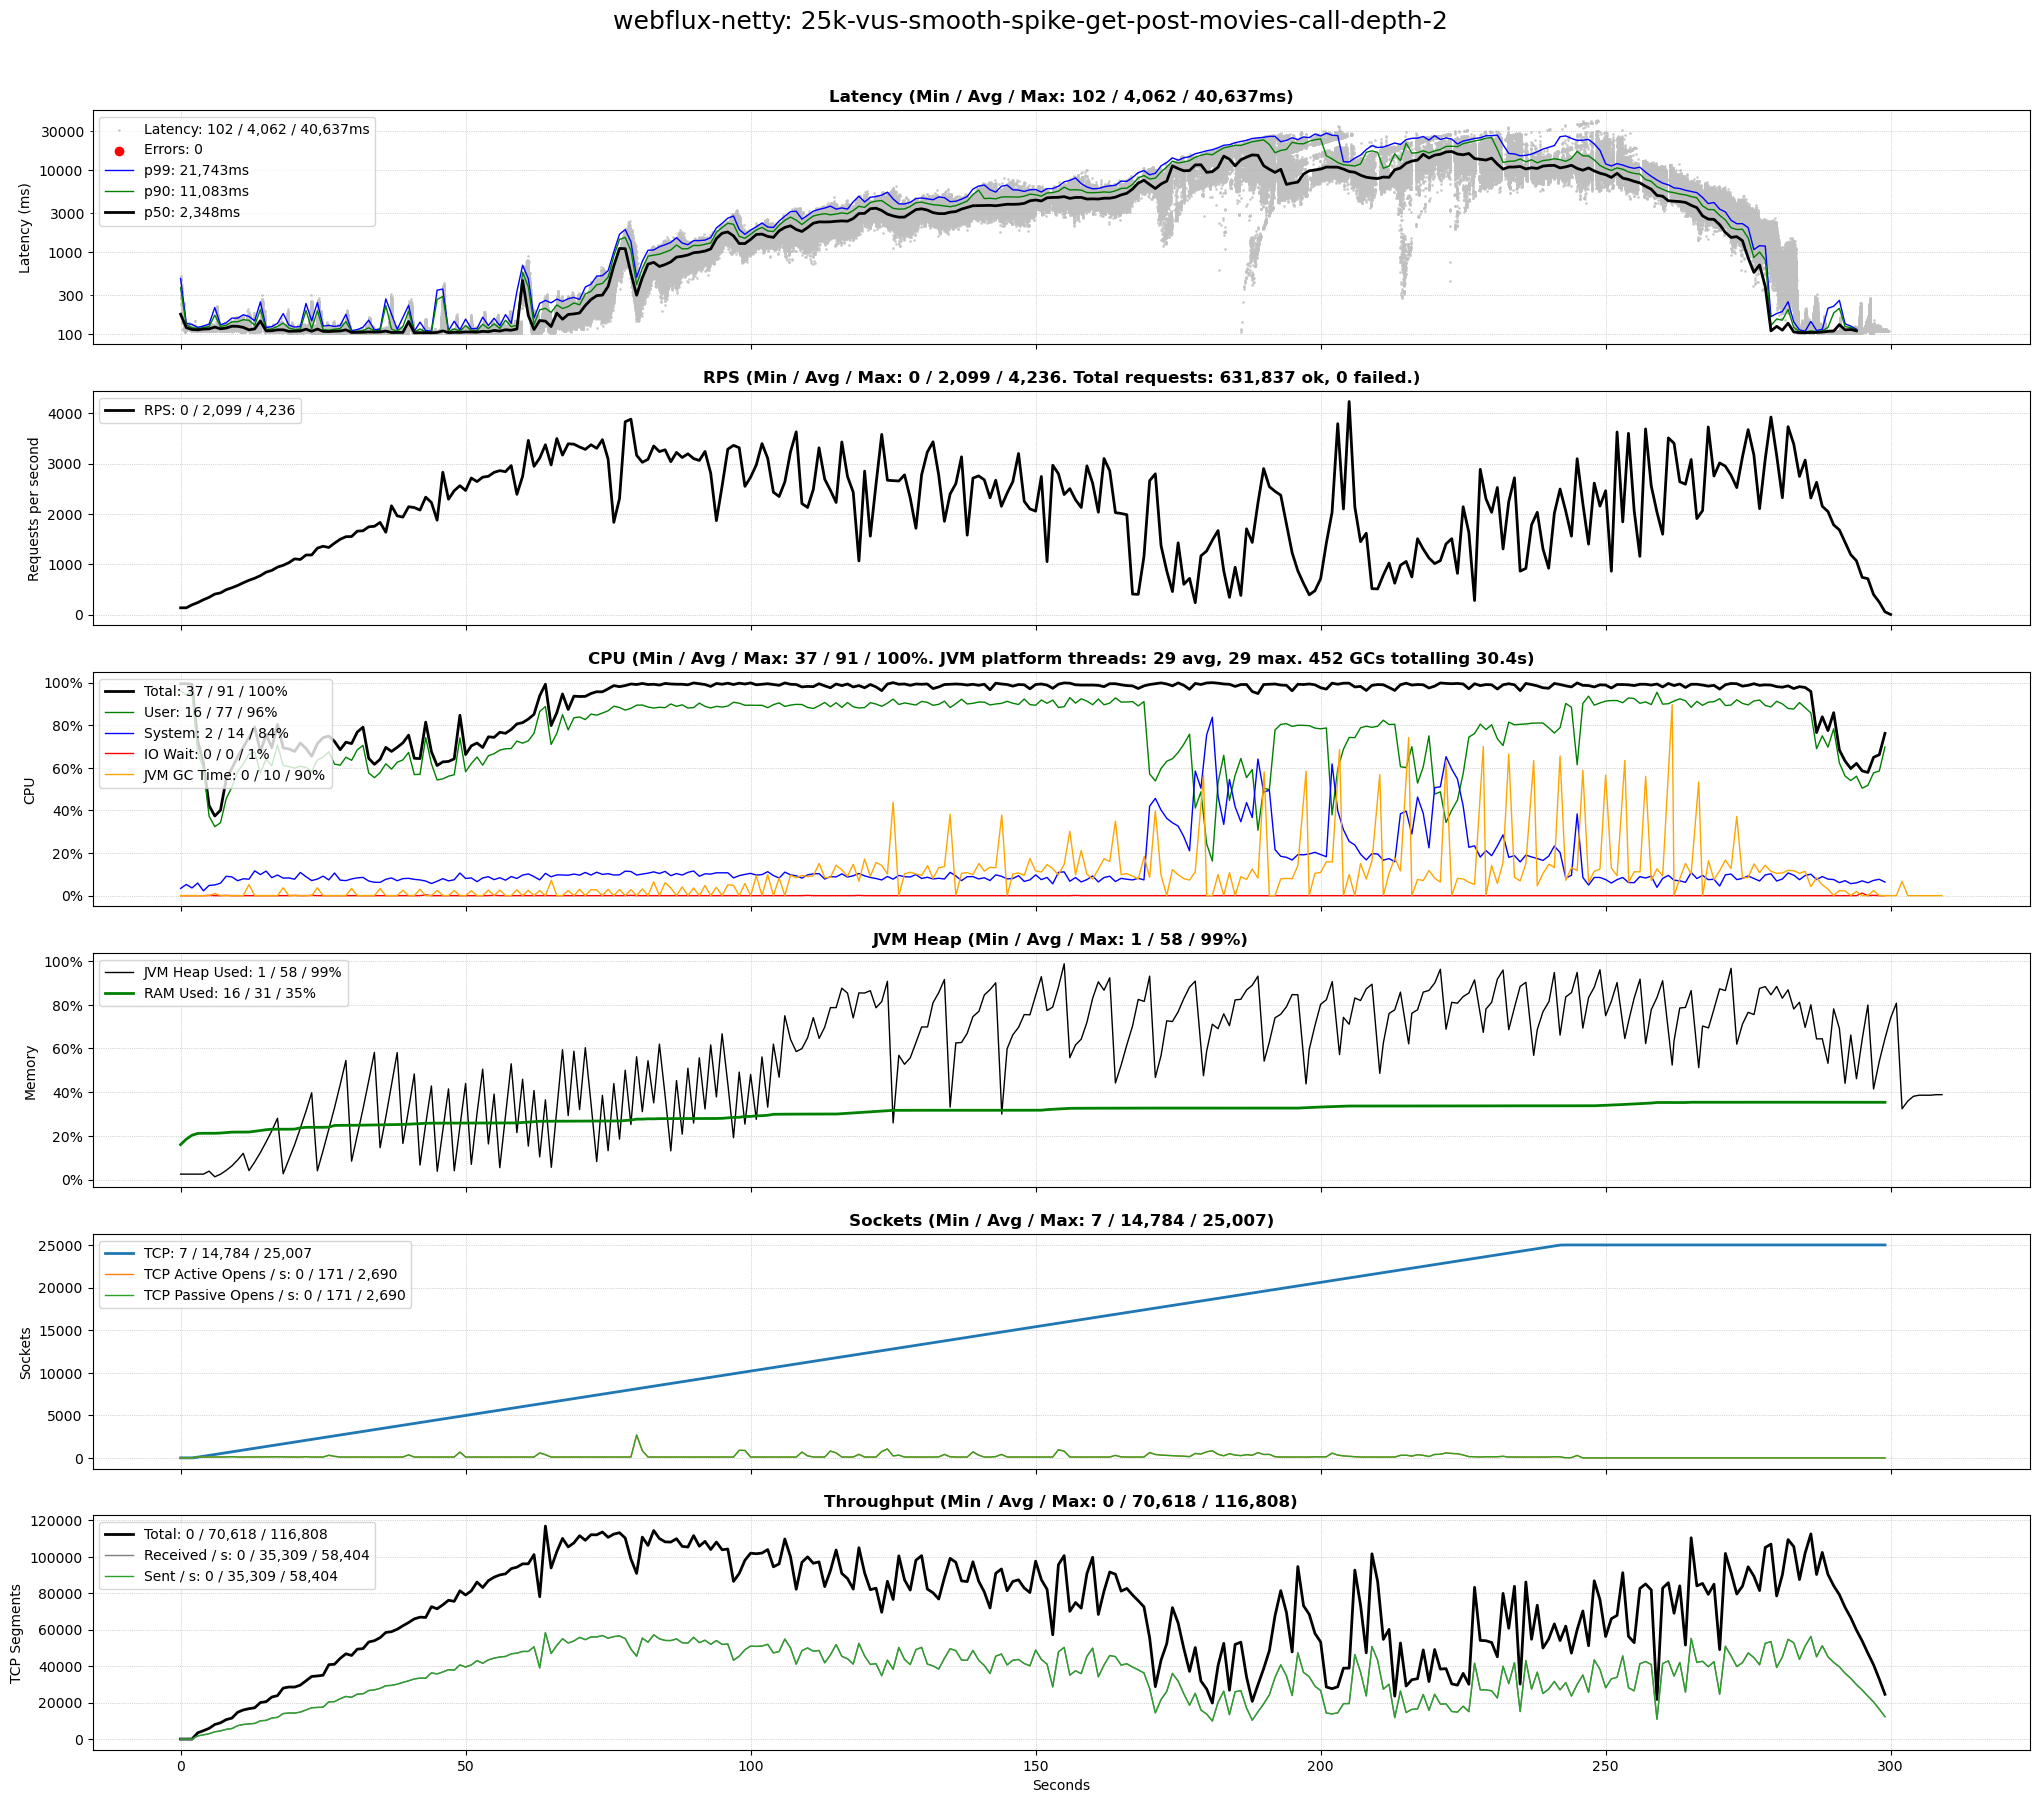 webflux-netty: 25k-vus-smooth-spike-get-post-movies-call-depth-2
Latency (Min / Avg / Max: 102 / 4,062 / 40,637ms)
Latency (ms)
30000
10000
3000
1000
300
100
Latency: 102 / 4,062 / 40,637ms
Errors: 0
p99: 21,743ms
p90: 11,083ms
p50: 2,348ms
RPS (Min / Avg / Max: 0 / 2,099 / 4,236. Total requests: 631,837 ok, 0 failed.)
Requests per second
4000
3000
2000
1000
0
RPS: 0 / 2,099 / 4,236
CPU (Min / Avg / Max: 37 / 91 / 100%. JVM platform threads: 29 avg, 29 max. 452 GCs totalling 30.4s)
CPU
100%
80%
60%
40%
20%
0%
Total: 37 / 91 / 100%
User: 16 / 77 / 96%
System: 2 / 14 / 84%
IO Wait: 0 / 0 / 1%
JVM GC Time: 0 / 10 / 90%
JVM Heap (Min / Avg / Max: 1 / 58 / 99%)
Memory
100%
80%
60%
40%
20%
0%
JVM Heap Used: 1 / 58 / 99%
RAM Used: 16 / 31 / 35%
Sockets (Min / Avg / Max: 7 / 14,784 / 25,007)
Sockets
25000
20000
15000
10000
5000
0
TCP: 7 / 14,784 / 25,007
TCP Active Opens / s: 0 / 171 / 2,690
TCP Passive Opens / s: 0 / 171 / 2,690
Throughput (Min / Avg / Max: 0 / 70,618 / 116,808)
TCP Segments
120000
100000
80000
60000
40000
20000
0
Total: 0 / 70,618 / 116,808
Received / s: 0 / 35,309 / 58,404
Sent / s: 0 / 35,309 / 58,404
0 50 100 150 200 250 300
Seconds